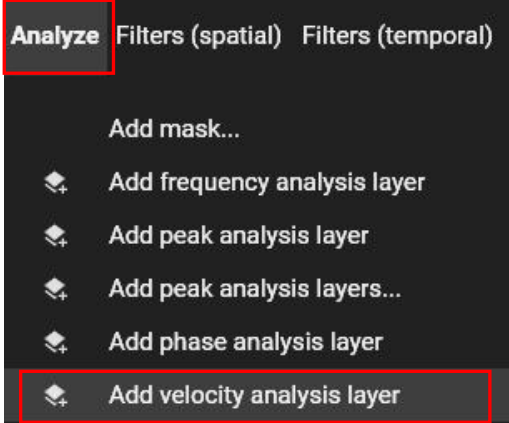 Analyze Filters (spatial) Filters (temporal)
Add mask...
Add frequency analysis layer
Add peak analysis layer
Add peak analysis layers...
Add phase analysis layer
Add velocity analysis layer